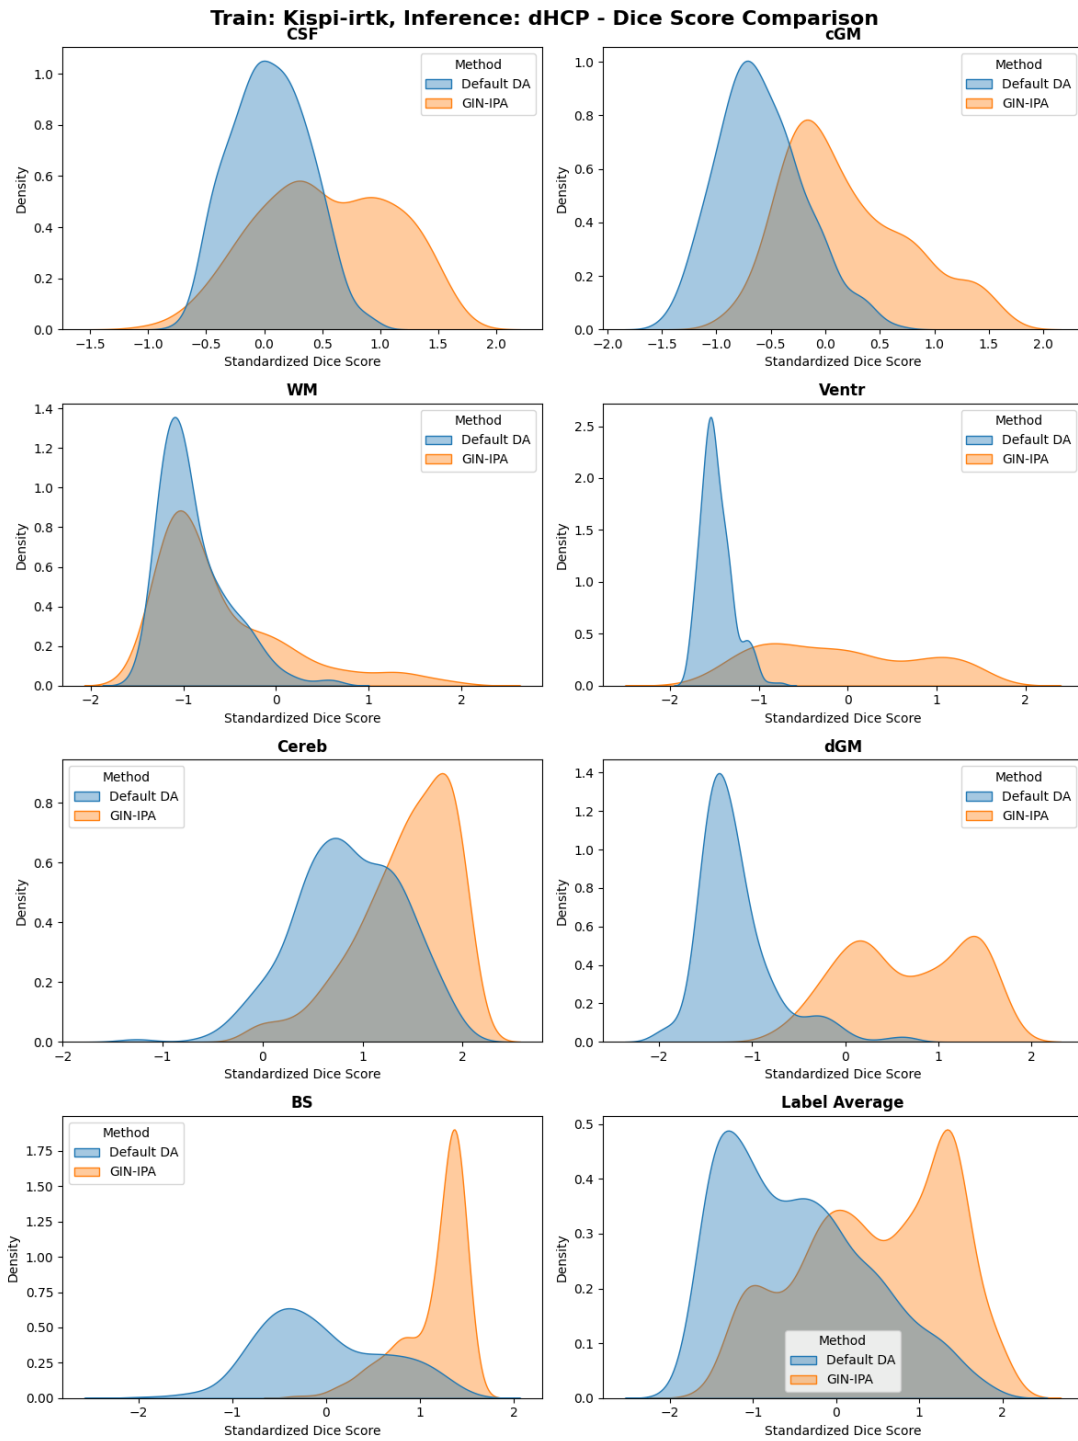 Train: Kispi-irtk, Inference: dHCP - Dice Score Comparison
CSF
Method
Default DA
GIN-IPA
Density
1.0
0.8
0.6
0.4
0.2
0.0
−1.5 −1.0 −0.5 0.0 0.5 1.0 1.5 2.0
Standardized Dice Score
cGM
Method
Default DA
GIN-IPA
Density
1.0
0.8
0.6
0.4
0.2
0.0
−2.0 −1.5 −1.0 −0.5 0.0 0.5 1.0 1.5 2.0
Standardized Dice Score
WM
Method
Default DA
GIN-IPA
Density
1.4
1.2
1.0
0.8
0.6
0.4
0.2
0.0
−2 −1 0 1 2
Standardized Dice Score
Ventr
Method
Default DA
GIN-IPA
Density
2.5
2.0
1.5
1.0
0.5
0.0
−2 −1 0 1 2
Standardized Dice Score
Cereb
Method
Default DA
GIN-IPA
Density
0.8
0.6
0.4
0.2
0.0
−2 −1 0 1 2
Standardized Dice Score
dGM
Method
Default DA
GIN-IPA
Density
1.4
1.2
1.0
0.8
0.6
0.4
0.2
0.0
−2 −1 0 1 2
Standardized Dice Score
BS
Method
Default DA
GIN-IPA
Density
1.75
1.50
1.25
1.00
0.75
0.50
0.25
0.00
−2 −1 0 1 2
Standardized Dice Score
Label Average
Density
0.5
0.4
0.3
0.2
0.1
0.0
Method
Default DA
GIN-IPA
−2 −1 0 1 2
Standardized Dice Score